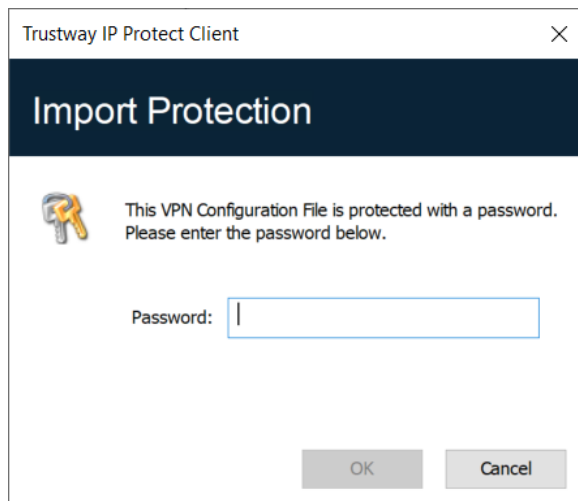 Trustway IP Protect Client
Import Protection
This VPN Configuration File is protected with a password.
Please enter the password below.
Password:
OK
Cancel